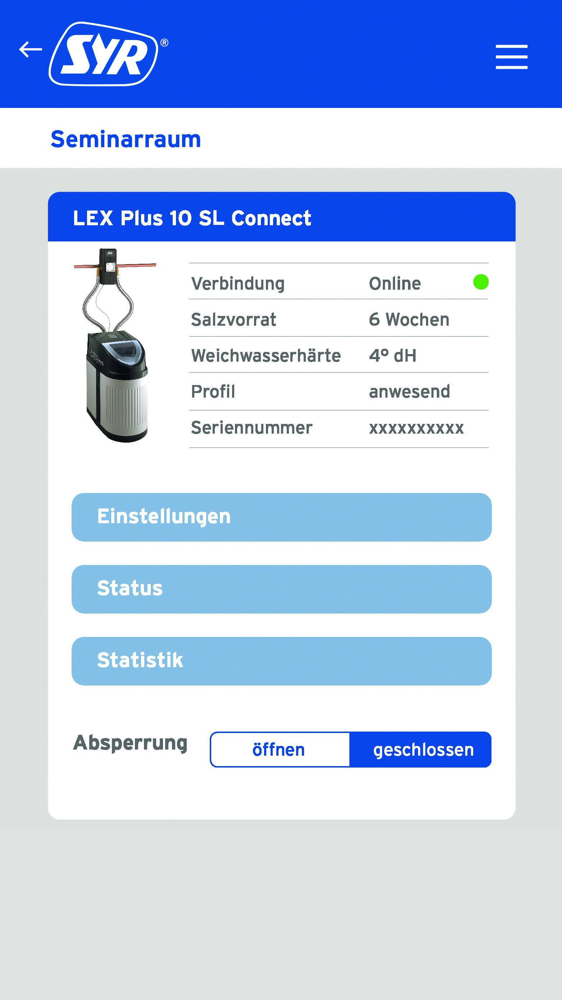 SYR®
Seminarraum
LEX Plus 10 SL Connect
Verbindung Online
Salzvorrat 6 Wochen
Weichwasserhärte 4° dH
Profil anwesend
Seriennummer xxxxxxxxxx
Einstellungen
Status
Statistik
Absperrung öffnen geschlossen